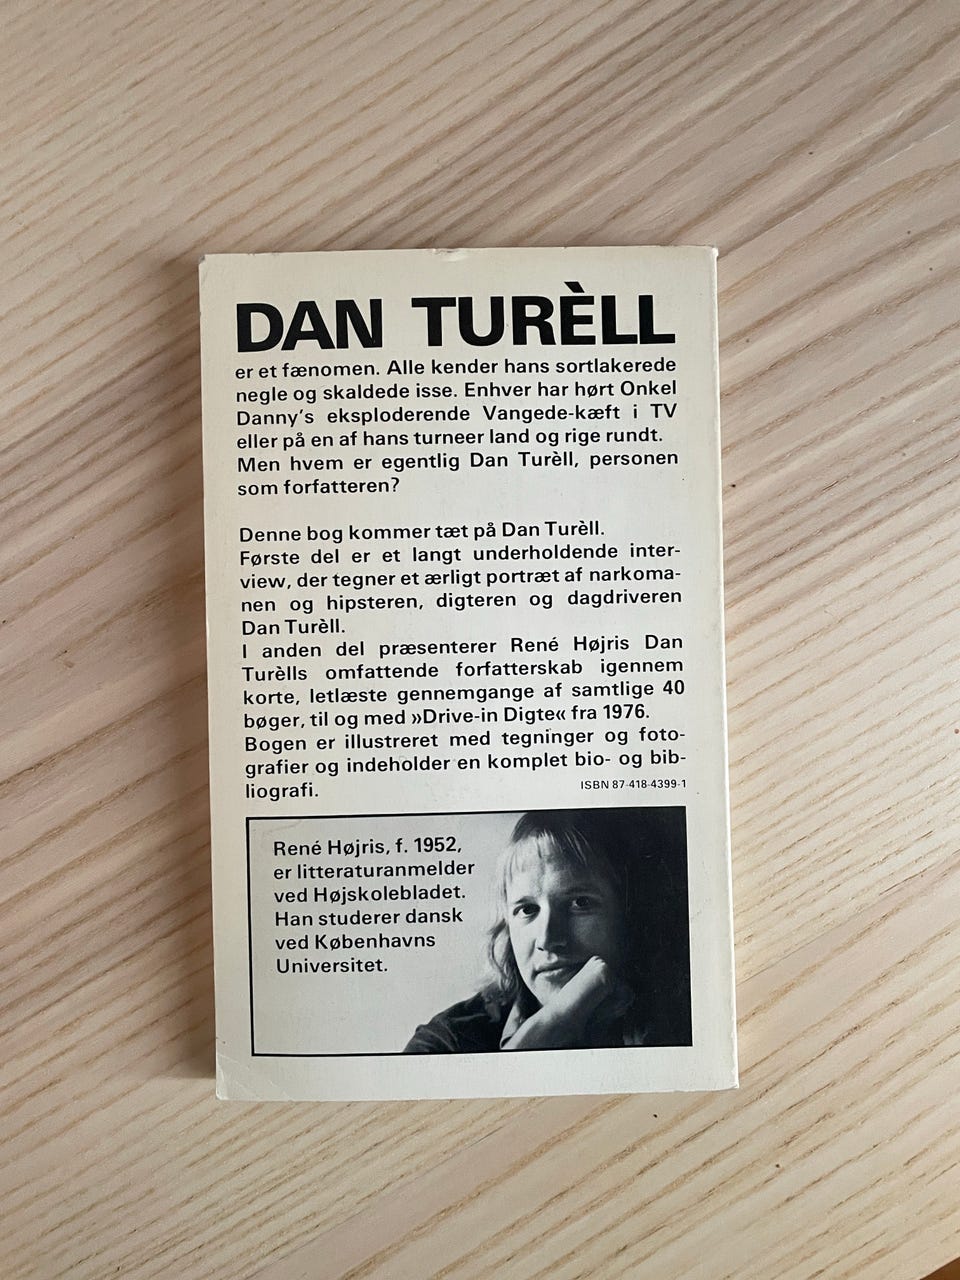 DAN TURÈLL
er et fænomen. Alle kender hans sortlakerede
negle og skaldede isse. Enhver har hørt Onkel
Danny's eksploderende Vangede-kæft i TV
eller på en af hans turneer land og rige rundt.
Men hvem er egentlig Dan Turèll, personen
som forfatteren?
Denne bog kommer tæt på Dan Turèll.
Første del er et langt underholdende inter-
view, der tegner et ærligt portræt af narkoma-
nen og hipsteren, digteren og dagdriveren
Dan Turèll.
I anden del præsenterer René Højris Dan
Turèlls omfattende forfatterskab igennem
korte, letlæste gennemgange af samtlige 40
bøger, til og med »Drive-in Digte« fra 1976.
Bogen er illustreret med tegninger og foto-
grafier og indeholder en komplet bio- og bib-
liografi.
ISBN 87-418-4399-1
René Højris, f. 1952,
er litteraturanmelder
ved Højskolebladet.
Han studerer dansk
ved Københavns
Universitet.